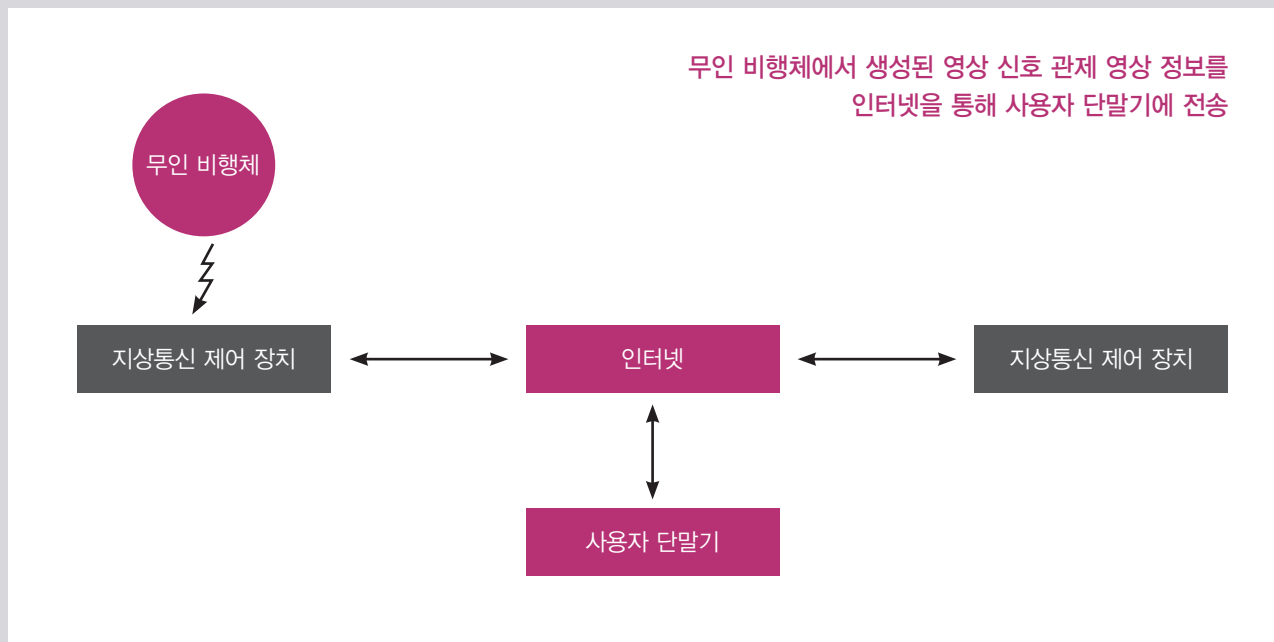 무인 비행체에서 생성된 영상 신호 관제 영상 정보를
인터넷을 통해 사용자 단말기에 전송
무인 비행체
지상통신 제어 장치
인터넷
지상통신 제어 장치
사용자 단말기